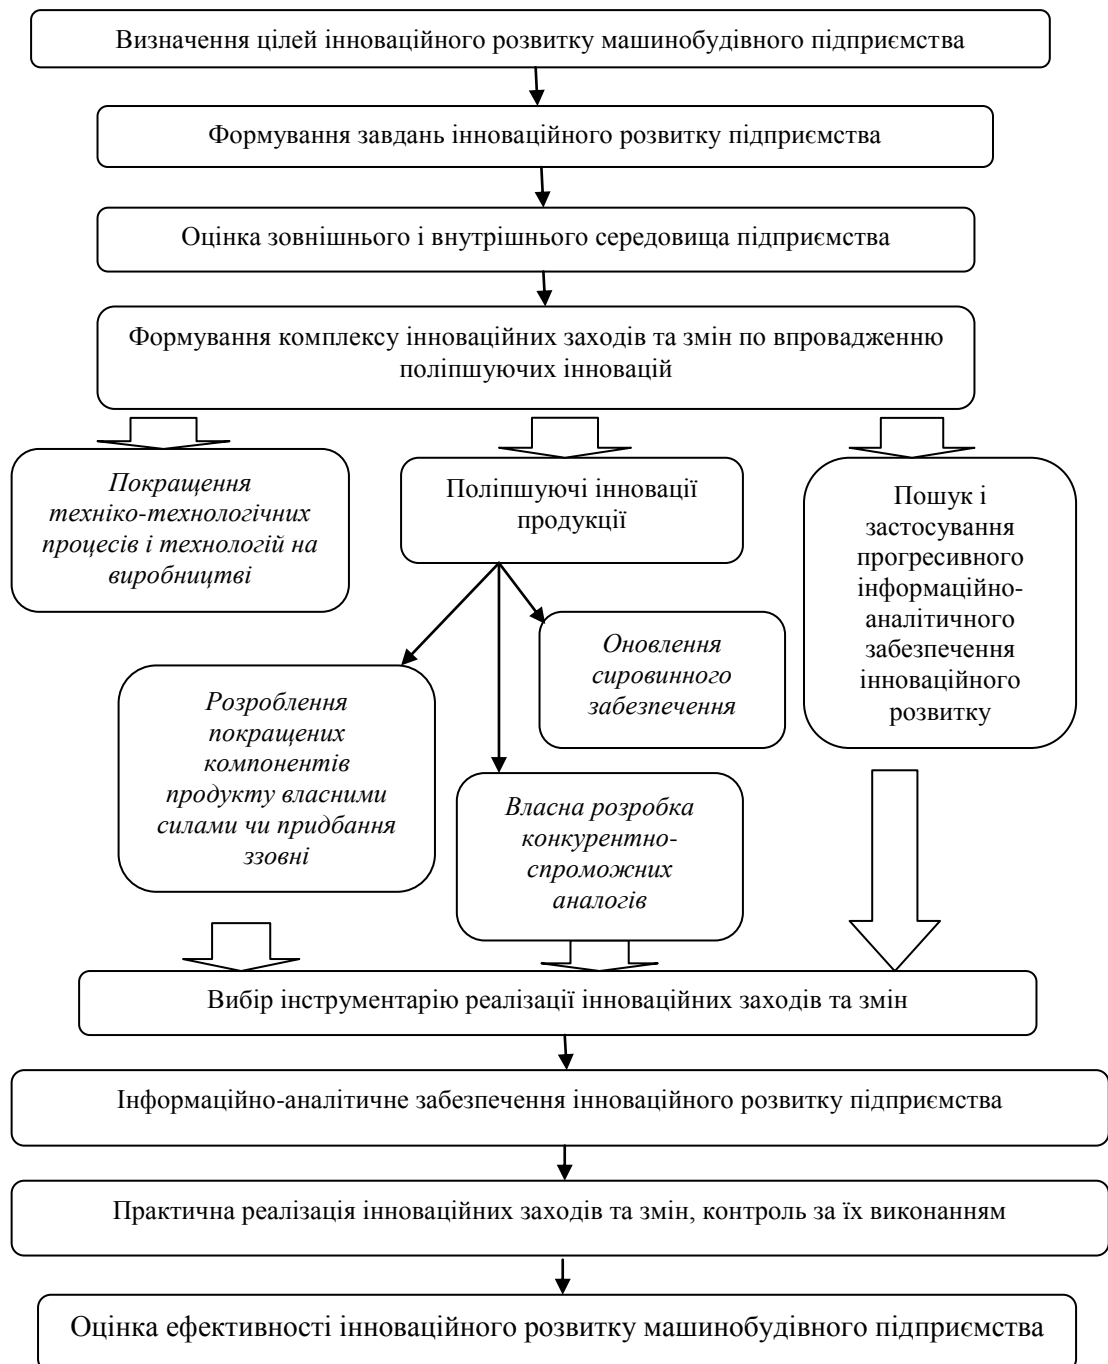 Визначення цілей інноваційного розвитку машинобудівного підприємства
Формування завдань інноваційного розвитку підприємства
Оцінка зовнішнього і внутрішнього середовища підприємства
Формування комплексу інноваційних заходів та змін по впровадженню
поліпшуючих інновацій
Покращення
техніко-технологічних
процесів і технологій на
виробництві
Поліпшуючі інновації
продукції
Пошук і
застосування
прогресивного
інформаційно-
аналітичного
забезпечення
інноваційного
розвитку
Розроблення
покращених
компонентів
продукту власними
силами чи придбання
ззовні
Оновлення
сировинного
забезпечення
Власна розробка
конкурентно-
спроможних
аналогів
Вибір інструментарію реалізації інноваційних заходів та змін
Інформаційно-аналітичне забезпечення інноваційного розвитку підприємства
Практична реалізація інноваційних заходів та змін, контроль за їх виконанням
Оцінка ефективності інноваційного розвитку машинобудівного підприємства